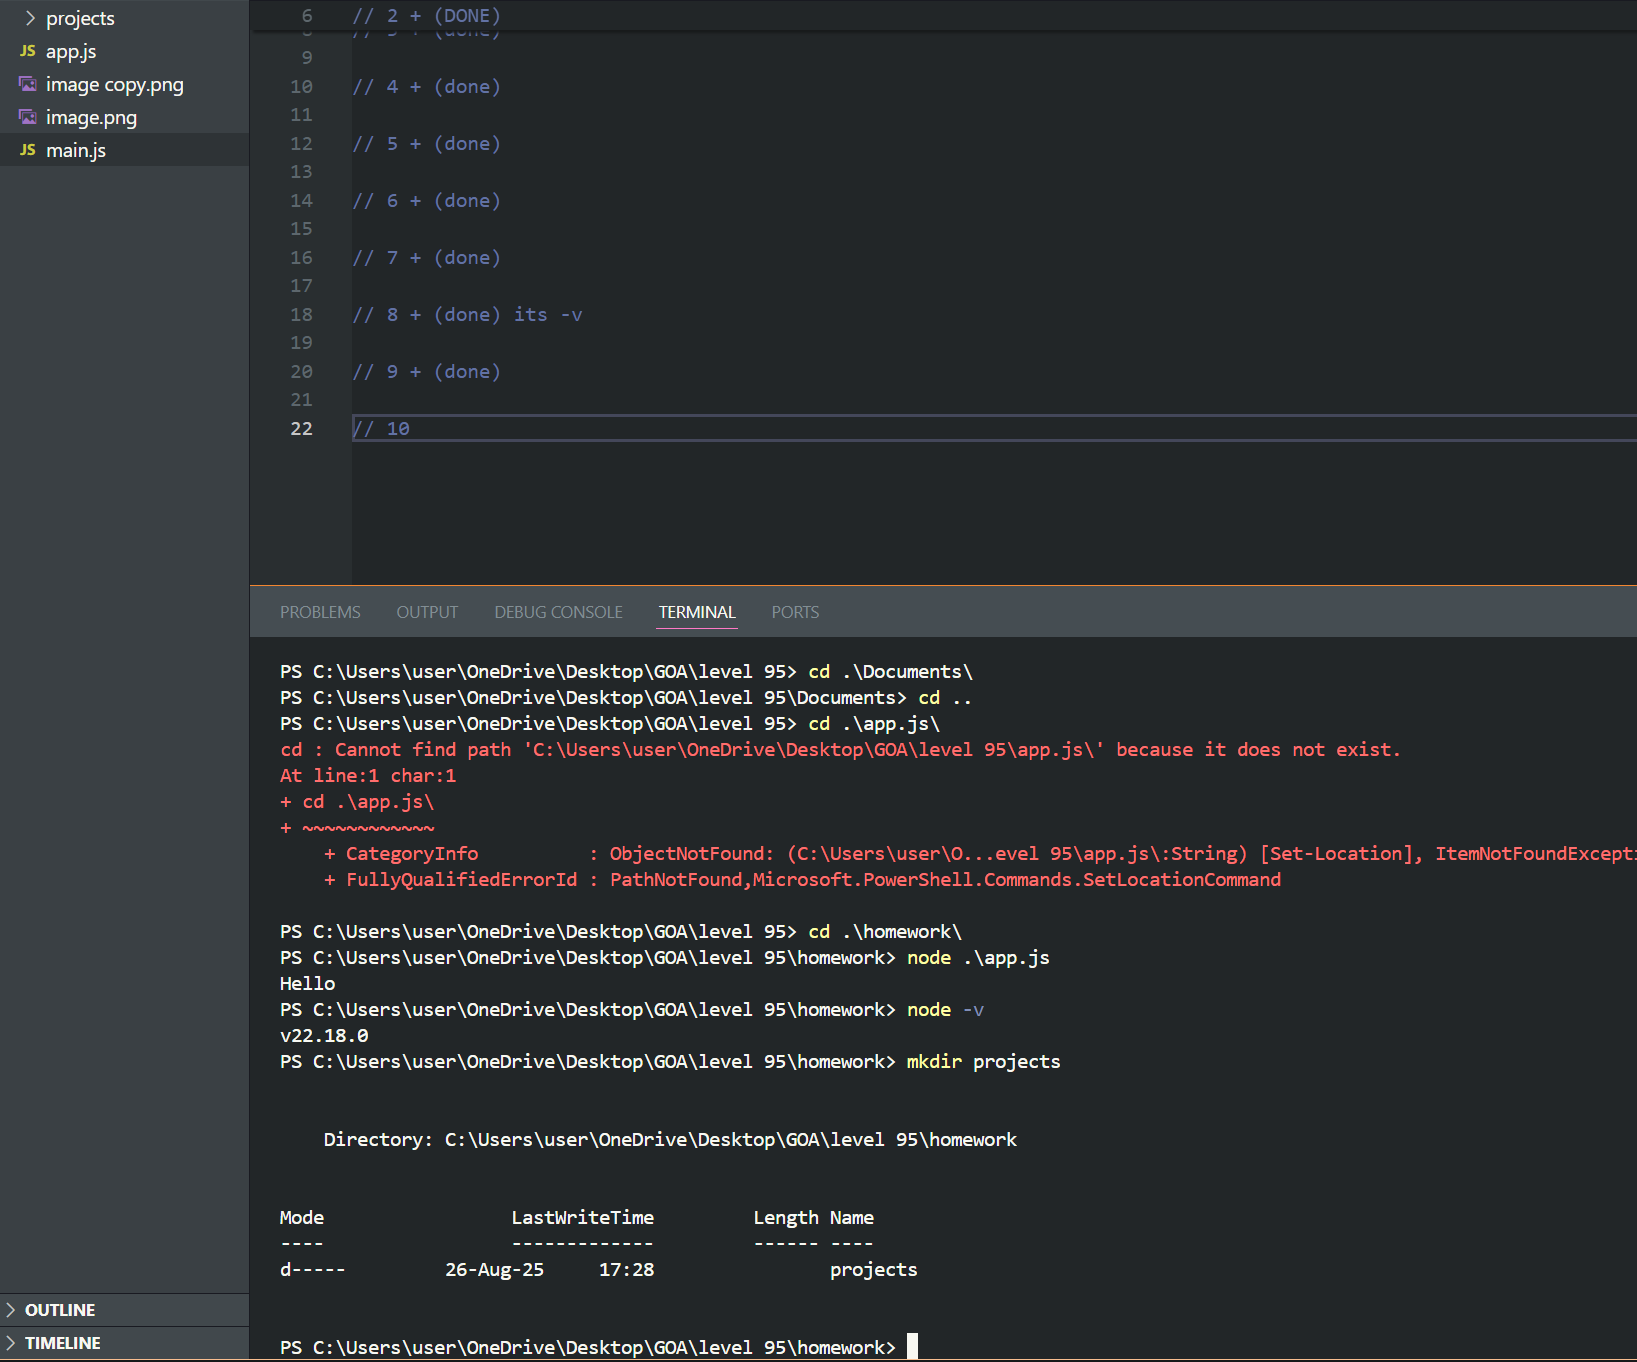 projects
JS app.js
image copy.png
image.png
JS main.js
OUTLINE
TIMELINE
6 // 2 + (DONE)
8 // 3 + (done)
9
10 // 4 + (done)
11
12 // 5 + (done)
13
14 // 6 + (done)
15
16 // 7 + (done)
17
18 // 8 + (done) its -v
19
20 // 9 + (done)
21
22 // 10
PROBLEMS OUTPUT DEBUG CONSOLE TERMINAL PORTS
PS C:\Users\user\OneDrive\Desktop\GOA\level 95> cd .\Documents\
PS C:\Users\user\OneDrive\Desktop\GOA\level 95\Documents> cd ..
PS C:\Users\user\OneDrive\Desktop\GOA\level 95> cd .\app.js\
cd : Cannot find path 'C:\Users\user\OneDrive\Desktop\GOA\level 95\app.js\' because it does not exist.
At line:1 char:1
+ cd .\app.js\
+ ~~~~~~~~~~~~
+ CategoryInfo : ObjectNotFound: (C:\Users\user\O...evel 95\app.js\:String) [Set-Location], ItemNotFoundExcepti
+ FullyQualifiedErrorId : PathNotFound,Microsoft.PowerShell.Commands.SetLocationCommand
PS C:\Users\user\OneDrive\Desktop\GOA\level 95> cd .\homework\
PS C:\Users\user\OneDrive\Desktop\GOA\level 95\homework> node .\app.js
Hello
PS C:\Users\user\OneDrive\Desktop\GOA\level 95\homework> node -v
v22.18.0
PS C:\Users\user\OneDrive\Desktop\GOA\level 95\homework> mkdir projects
Directory: C:\Users\user\OneDrive\Desktop\GOA\level 95\homework
Mode LastWriteTime Length Name
---- ------------- ------ ----
d----- 26-Aug-25 17:28 projects
PS C:\Users\user\OneDrive\Desktop\GOA\level 95\homework>